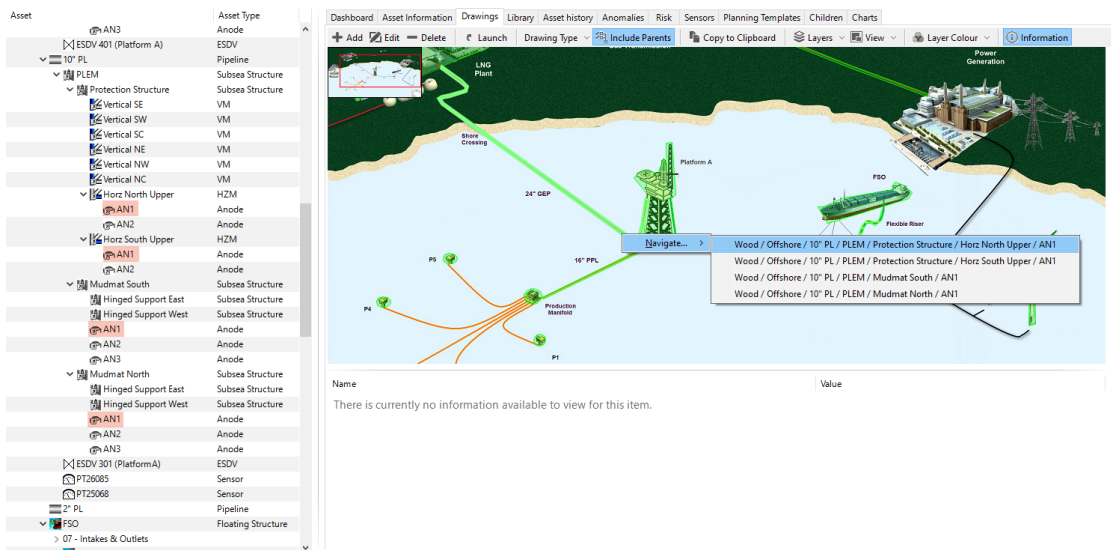 Asset Asset Type
AN3 Anode
ESDV 401 (Platform A) ESDV
10" PL Pipeline
PLEM Subsea Structure
Protection Structure Subsea Structure
Vertical SE VM
Vertical SW VM
Vertical SC VM
Vertical NE VM
Vertical NW VM
Vertical NC VM
Horz North Upper HZM
AN1 Anode
AN2 Anode
Horz South Upper HZM
AN1 Anode
AN2 Anode
Mudmat South Subsea Structure
Hinged Support East Subsea Structure
Hinged Support West Subsea Structure
AN1 Anode
AN2 Anode
AN3 Anode
Mudmat North Subsea Structure
Hinged Support East Subsea Structure
Hinged Support West Subsea Structure
AN1 Anode
AN2 Anode
AN3 Anode
ESDV 301 (PlatformA) ESDV
PT26085 Sensor
PT25068 Sensor
2" PL Pipeline
FSO Floating Structure
07 - Intakes & Outlets
Dashboard Asset Information Drawings Library Asset history Anomalies Risk Sensors Planning Templates Children Charts
Add Edit Delete Launch Drawing Type Include Parents Copy to Clipboard Layers View Layer Colour Information
LNG
Plant
Power
Generation
Shore
Crossing
Platform A
24" GEP
FSO
Flexible Riser
P5
16" PPL
P4
Production
Manifold
P1
Navigate...
Wood / Offshore / 10" PL / PLEM / Protection Structure / Horz North Upper / AN1
Wood / Offshore / 10" PL / PLEM / Protection Structure / Horz South Upper / AN1
Wood / Offshore / 10" PL / PLEM / Mudmat South / AN1
Wood / Offshore / 10" PL / PLEM / Mudmat North / AN1
Name Value
There is currently no information available to view for this item.